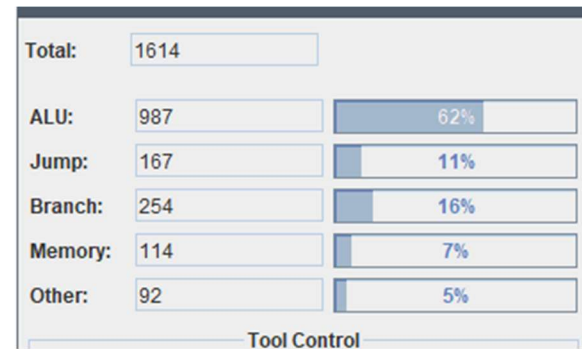 Total: 1614
ALU: 987 62%
Jump: 167 11%
Branch: 254 16%
Memory: 114 7%
Other: 92 5%
Tool Control